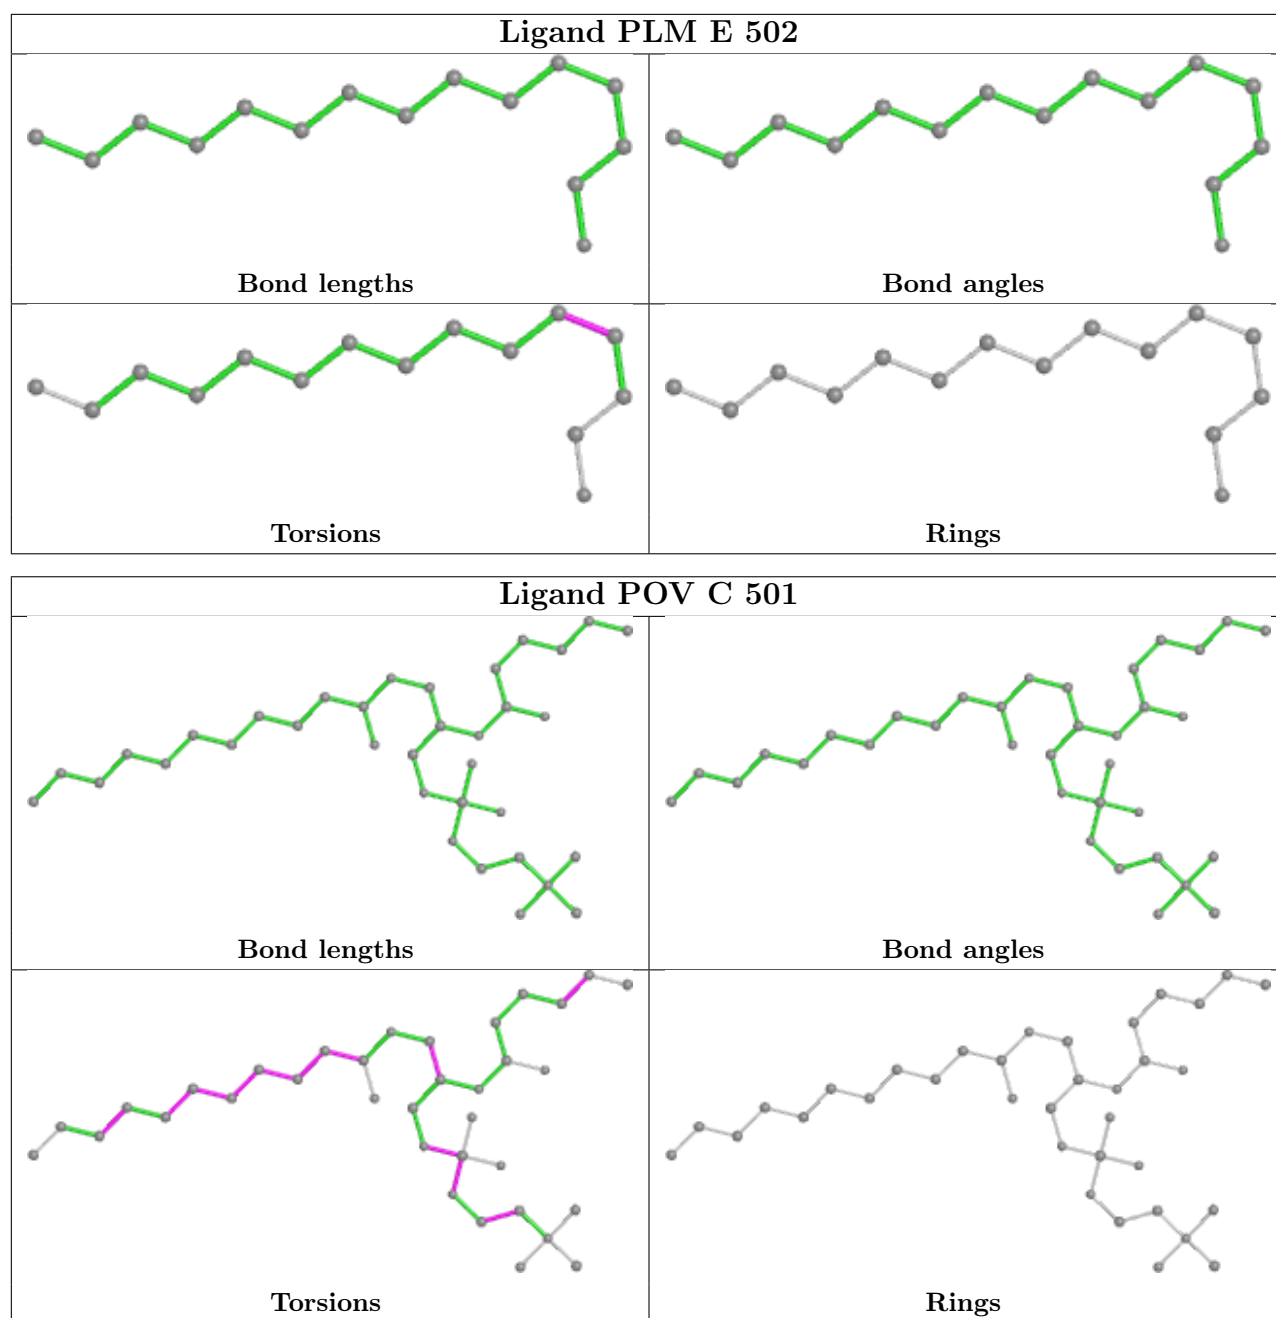 Ligand PLM E 502
Bond lengths
Bond angles
Torsions
Rings
Ligand POV C 501
Bond lengths
Bond angles
Torsions
Rings